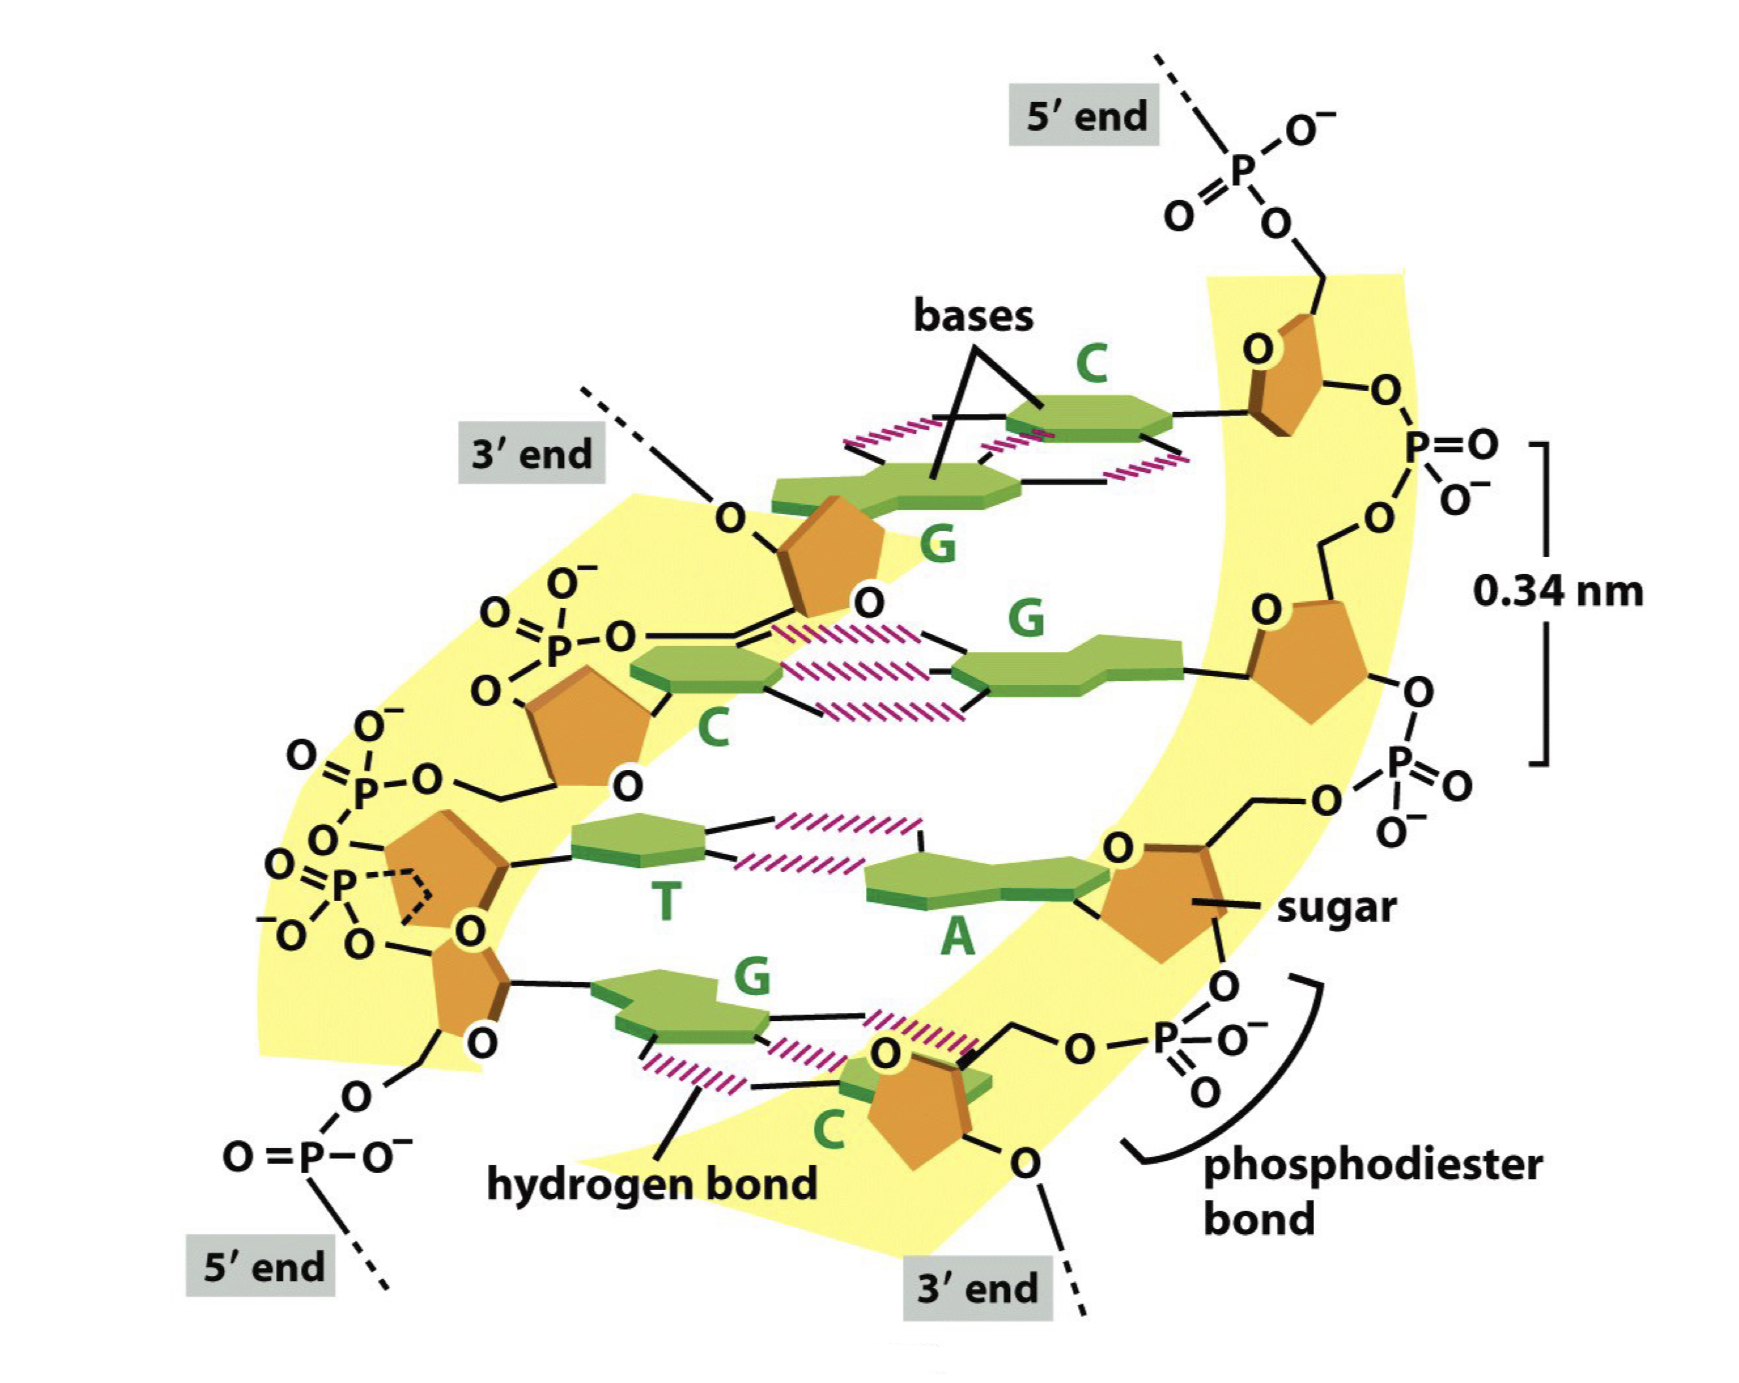 5′ end
O⁻
P
O
O
bases
C
O
O
3′ end
P=O
O⁻
O
O
G
O⁻
O
P
O
O
G
O
0.34 nm
O
C
O
O⁻
O
P
O
O
P
O
O
O⁻
O
O
O
P
T
A
sugar
⁻O
O
O
G
O
O
P
O⁻
O
O
O
O
C
O=P–O⁻
O
phosphodiester
bond
hydrogen bond
5′ end
3′ end